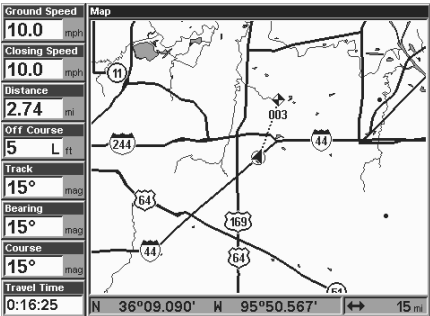 Ground Speed
10.0 mph
Closing Speed
10.0 mph
Distance
2.74 mi
Off Course
5 L ft
Track
15° mag
Bearing
15° mag
Course
15° mag
Travel Time
0:16:25
Map
11
003
244
44
64
169
44
64
N 36°09.090' W 95°50.567' ↔ 15 mi